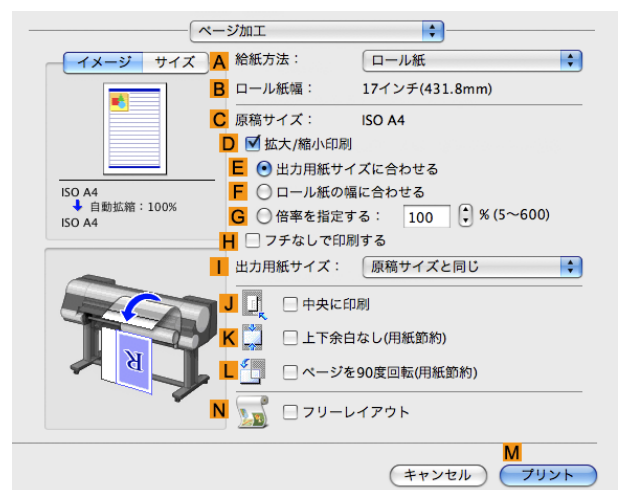 ページ加工
イメージ サイズ
A 給紙方法： ロール紙
B ロール紙幅： 17インチ(431.8mm)
C 原稿サイズ： ISO A4
D 拡大/縮小印刷
E 出力用紙サイズに合わせる
F ロール紙の幅に合わせる
G 倍率を指定する： 100 % (5～600)
H フチなしで印刷する
I 出力用紙サイズ： 原稿サイズと同じ
ISO A4
自動拡縮：100%
ISO A4
R
J 中央に印刷
K 上下余白なし(用紙節約)
L ページを90度回転(用紙節約)
N フリーレイアウト
M
キャンセル プリント